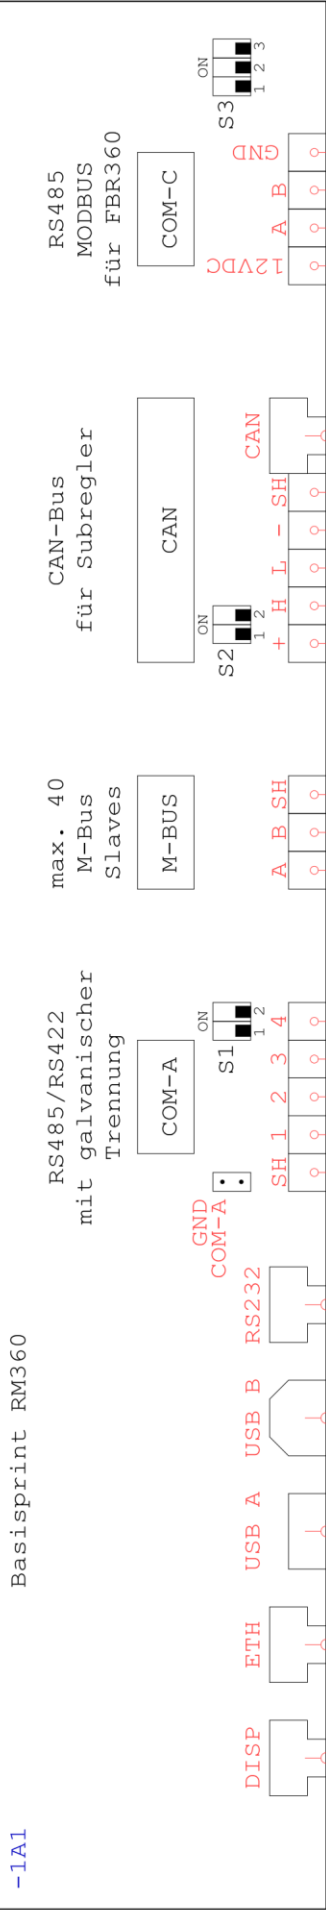 -1A1
Basisprint RM360
RS485/RS422
mit galvanischer
Trennung
COM-A
max. 40
M-Bus
Slaves
M-BUS
CAN-Bus
für Subregler
CAN
RS485
MODBUS
für FBR360
COM-C
GND
COM-A
S1
ON
1 2
S2
ON
1 2
S3
ON
1 2 3
DISP
ETH
USB A
USB B
RS232
SH 1 2 3 4
A B SH
+ H L - SH
CAN
12VDC A B GND